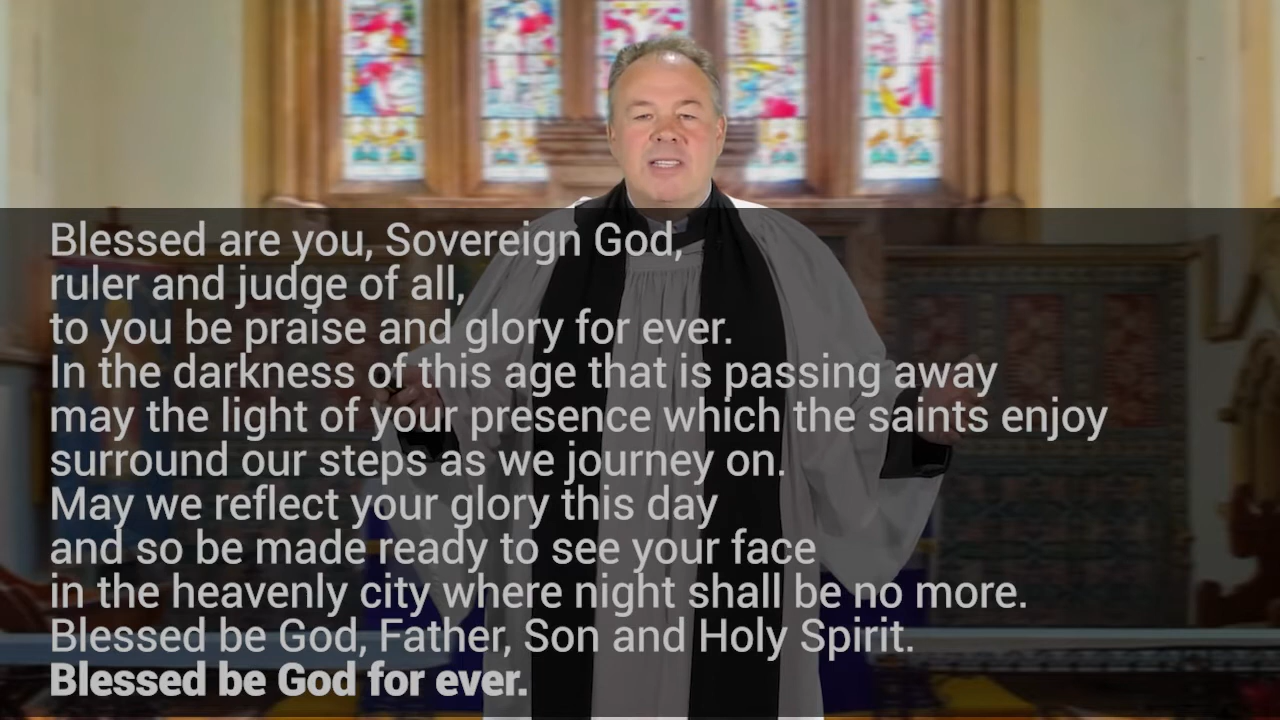 Blessed are you, Sovereign God,
ruler and judge of all,
to you be praise and glory for ever.
In the darkness of this age that is passing away
may the light of your presence which the saints enjoy
surround our steps as we journey on.
May we reflect your glory this day
and so be made ready to see your face
in the heavenly city where night shall be no more.
Blessed be God, Father, Son and Holy Spirit.
Blessed be God for ever.